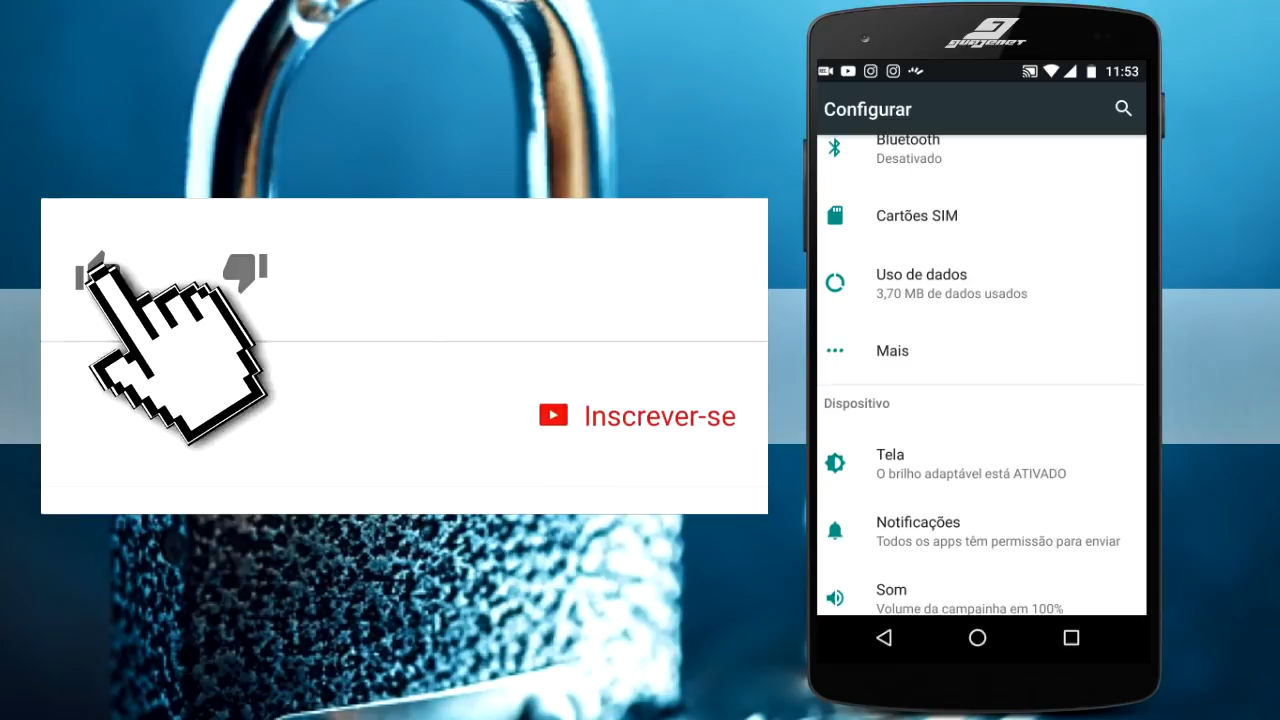 Inscrever-se
11:53
Configurar
Bluetooth
Desativado
Cartões SIM
Uso de dados
3,70 MB de dados usados
Mais
Dispositivo
Tela
O brilho adaptável está ATIVADO
Notificações
Todos os apps têm permissão para enviar
Som
Volume da campainha em 100%